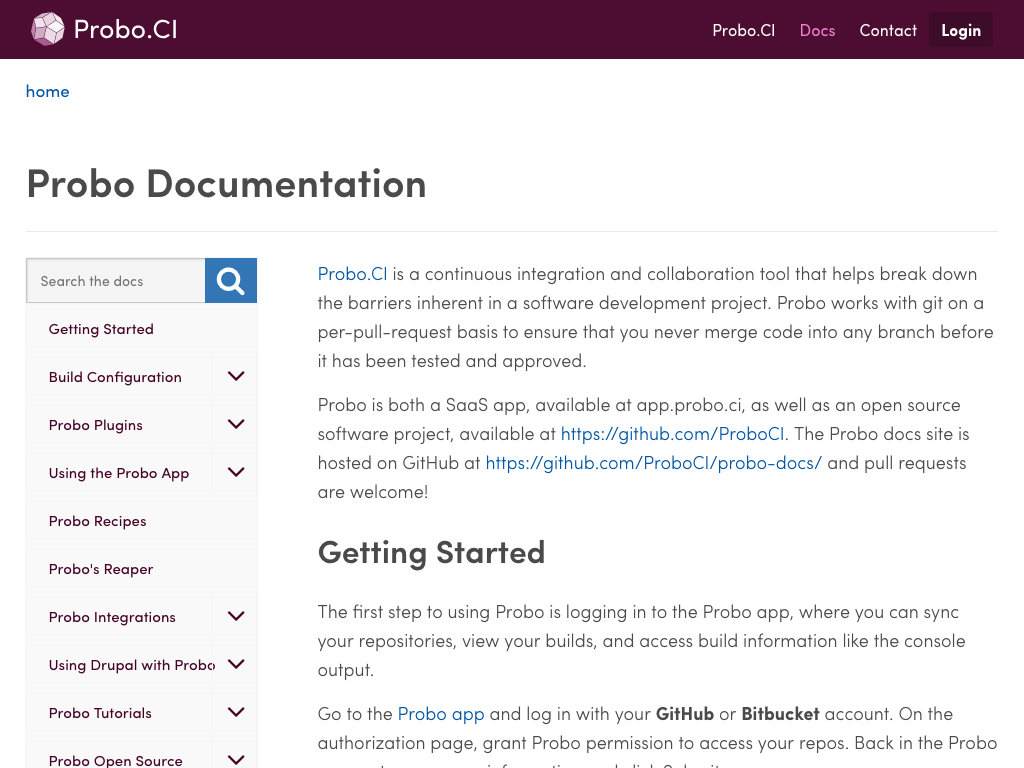 Probo.CI
Probo.CI Docs Contact Login
home
Probo Documentation
Search the docs
Getting Started
Build Configuration
Probo Plugins
Using the Probo App
Probo Recipes
Probo's Reaper
Probo Integrations
Using Drupal with Probo
Probo Tutorials
Probo Open Source
Probo.CI is a continuous integration and collaboration tool that helps break down
the barriers inherent in a software development project. Probo works with git on a
per-pull-request basis to ensure that you never merge code into any branch before
it has been tested and approved.
Probo is both a SaaS app, available at app.probo.ci, as well as an open source
software project, available at https://github.com/ProboCI. The Probo docs site is
hosted on GitHub at https://github.com/ProboCI/probo-docs/ and pull requests
are welcome!
Getting Started
The first step to using Probo is logging in to the Probo app, where you can sync
your repositories, view your builds, and access build information like the console
output.
Go to the Probo app and log in with your GitHub or Bitbucket account. On the
authorization page, grant Probo permission to access your repos. Back in the Probo